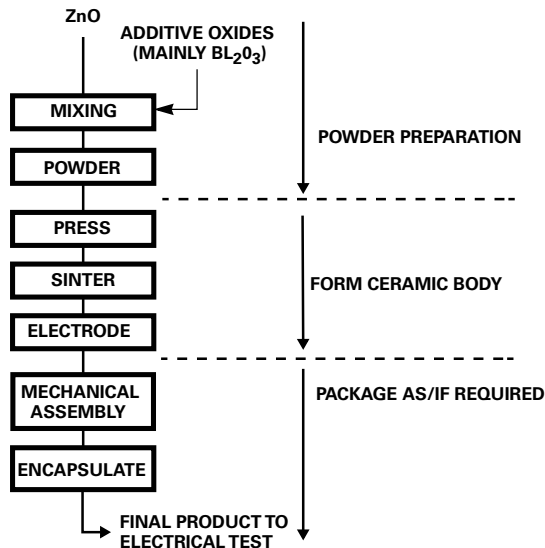 ZnO
ADDITIVE OXIDES
(MAINLY BL₂0₃)
MIXING
POWDER PREPARATION
POWDER
PRESS
SINTER
FORM CERAMIC BODY
ELECTRODE
MECHANICAL
ASSEMBLY
PACKAGE AS/IF REQUIRED
ENCAPSULATE
FINAL PRODUCT TO
ELECTRICAL TEST